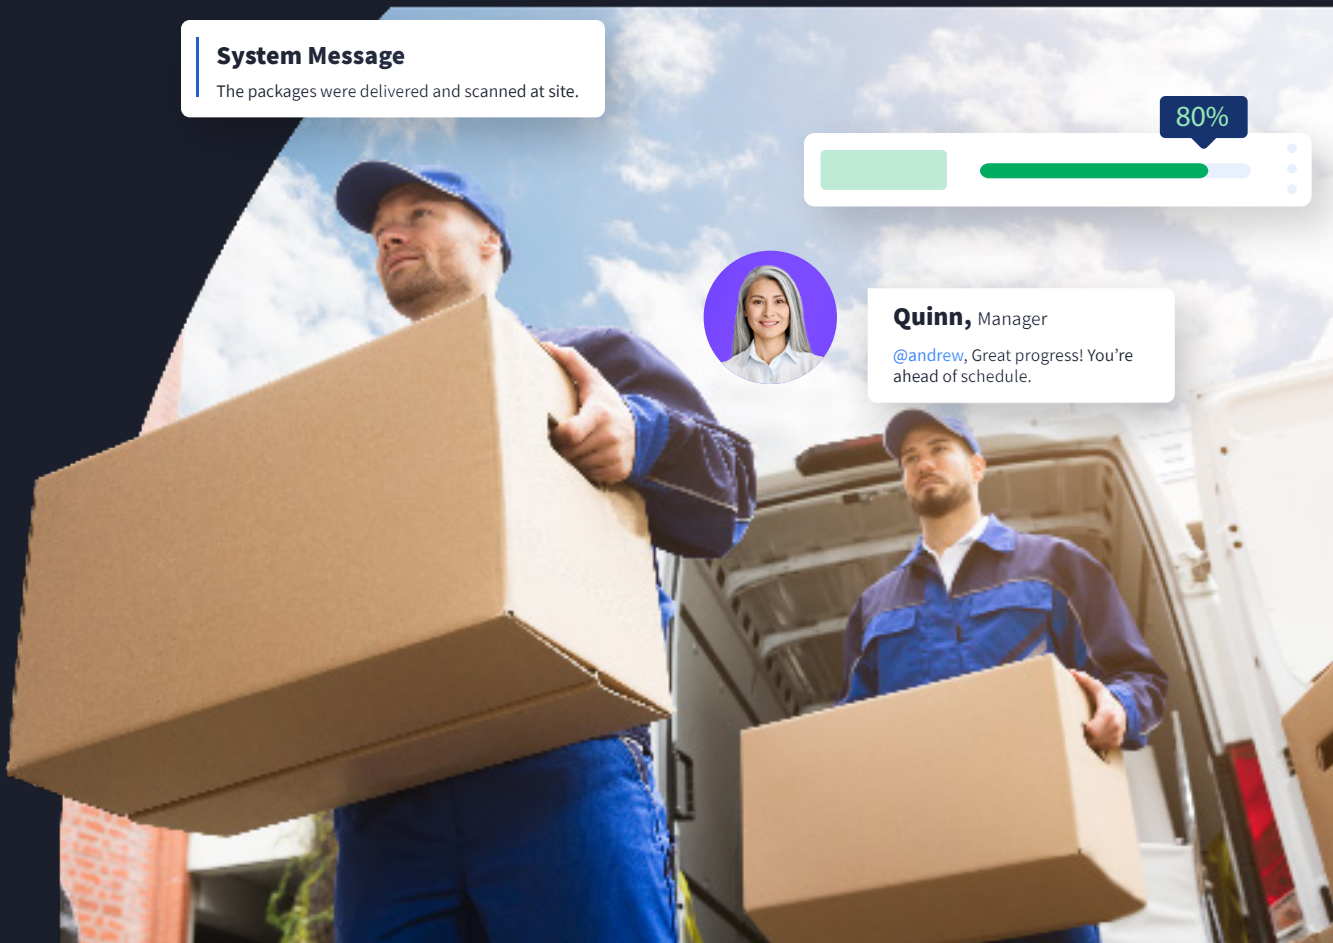 System Message
The packages were delivered and scanned at site.
80%
Quinn, Manager
@andrew, Great progress! You’re
ahead of schedule.